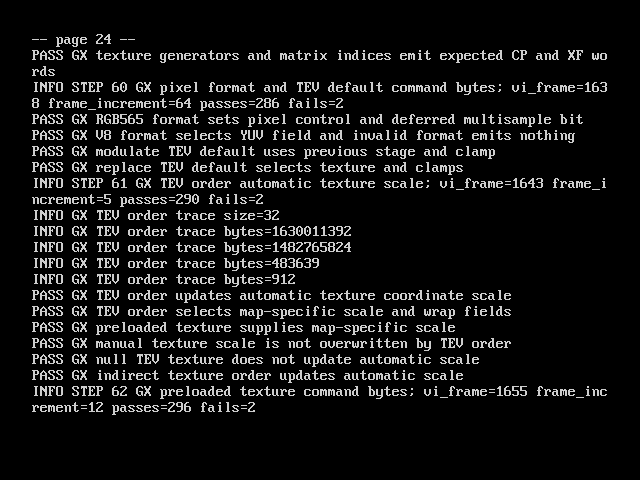 -- page 24 --
PASS GX texture generators and matrix indices emit expected CP and XF wo
rds
INFO STEP 60 GX pixel format and TEV default command bytes; vi_frame=163
8 frame_increment=64 passes=286 fails=2
PASS GX RGB565 format sets pixel control and deferred multisample bit
PASS GX V8 format selects YUV field and invalid format emits nothing
PASS GX modulate TEV default uses previous stage and clamp
PASS GX replace TEV default selects texture and clamps
INFO STEP 61 GX TEV order automatic texture scale; vi_frame=1643 frame_i
ncrement=5 passes=290 fails=2
INFO GX TEV order trace size=32
INFO GX TEV order trace bytes=1630011392
INFO GX TEV order trace bytes=1482765824
INFO GX TEV order trace bytes=483639
INFO GX TEV order trace bytes=912
PASS GX TEV order updates automatic texture coordinate scale
PASS GX TEV order selects map-specific scale and wrap fields
PASS GX preloaded texture supplies map-specific scale
PASS GX manual texture scale is not overwritten by TEV order
PASS GX null TEV texture does not update automatic scale
PASS GX indirect texture order updates automatic scale
INFO STEP 62 GX preloaded texture command bytes; vi_frame=1655 frame_inc
rement=12 passes=296 fails=2